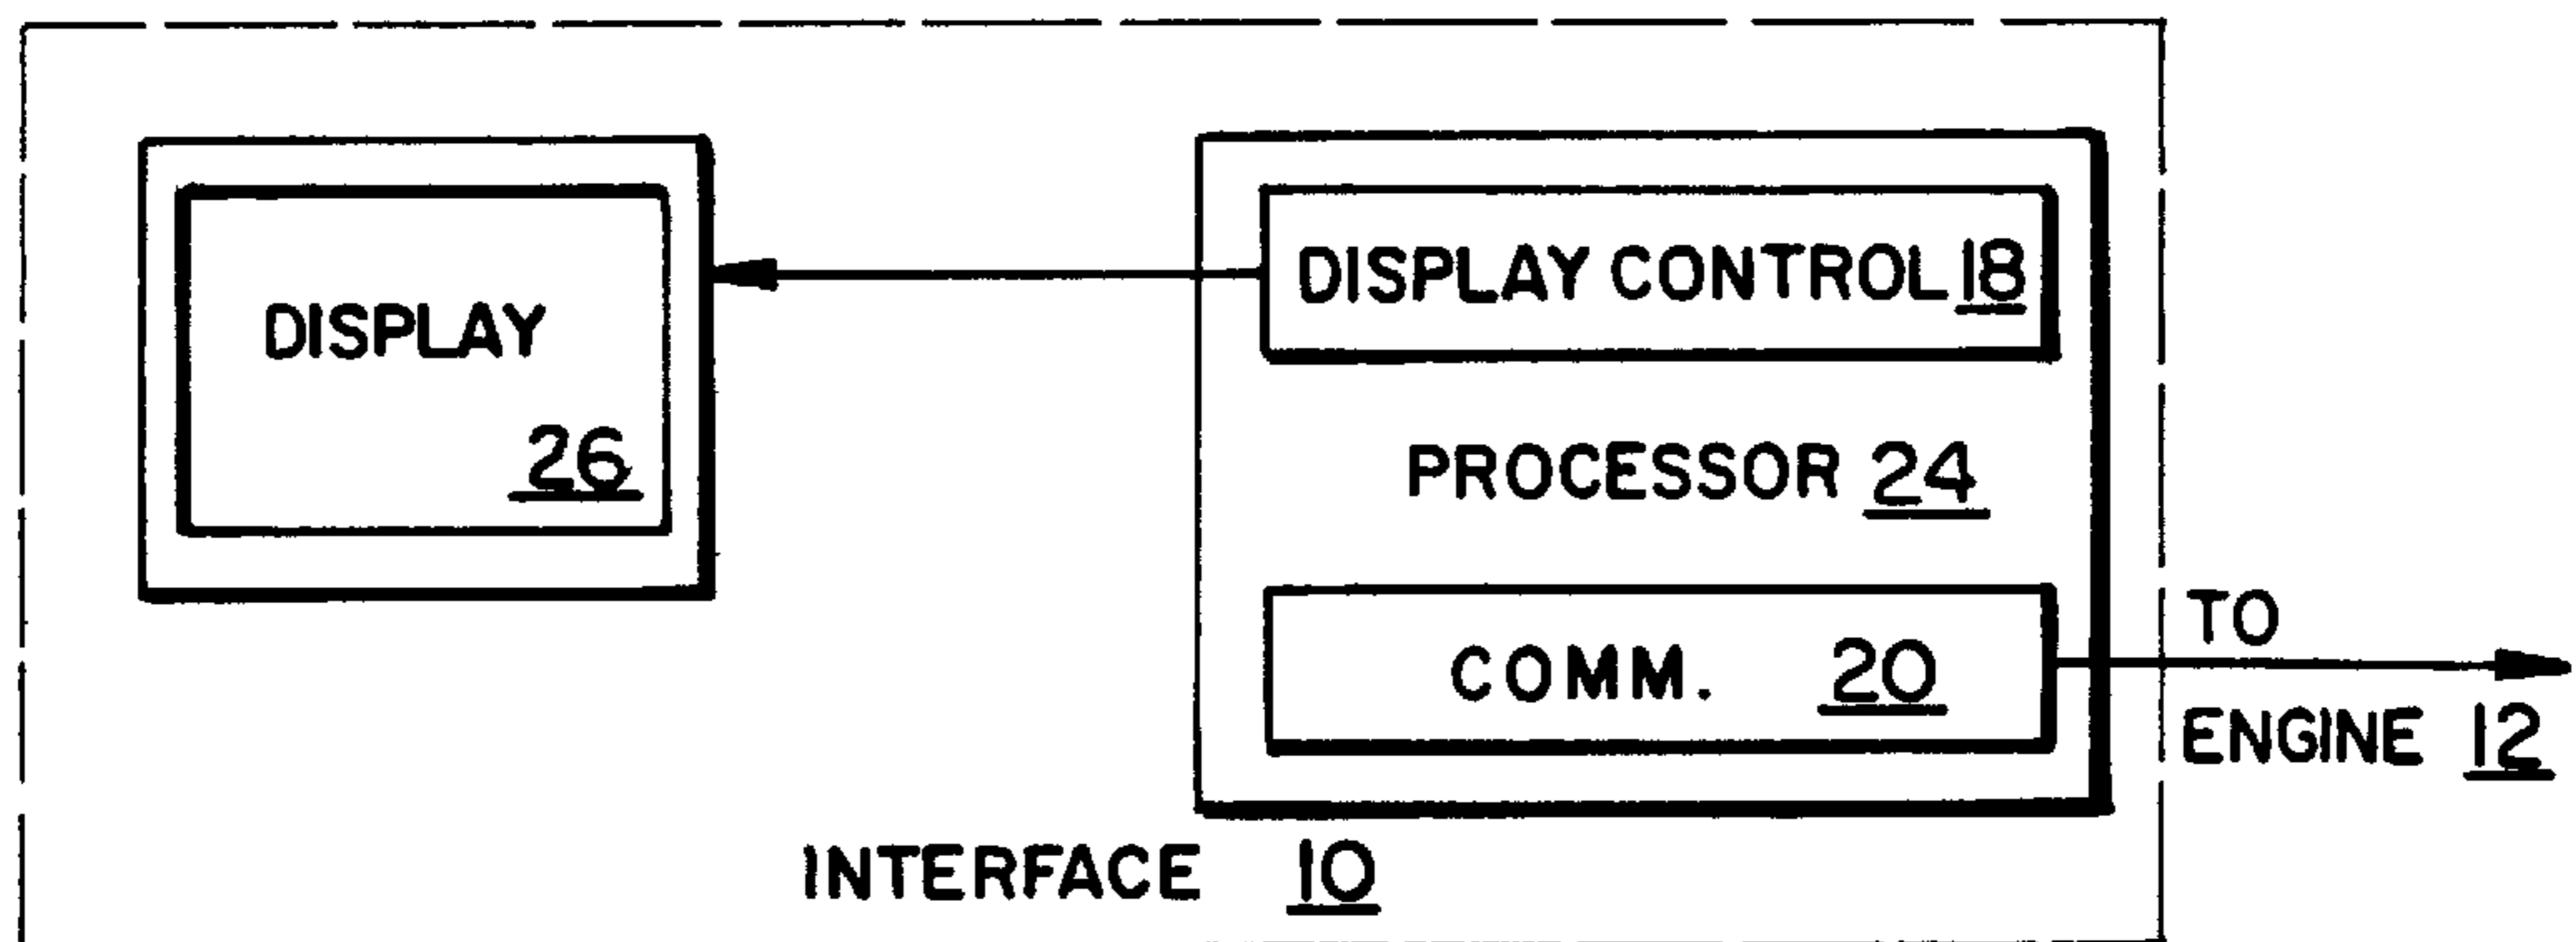 DISPLAY
26
DISPLAY CONTROL 18
PROCESSOR 24
COMM. 20
TO
ENGINE 12
INTERFACE 10